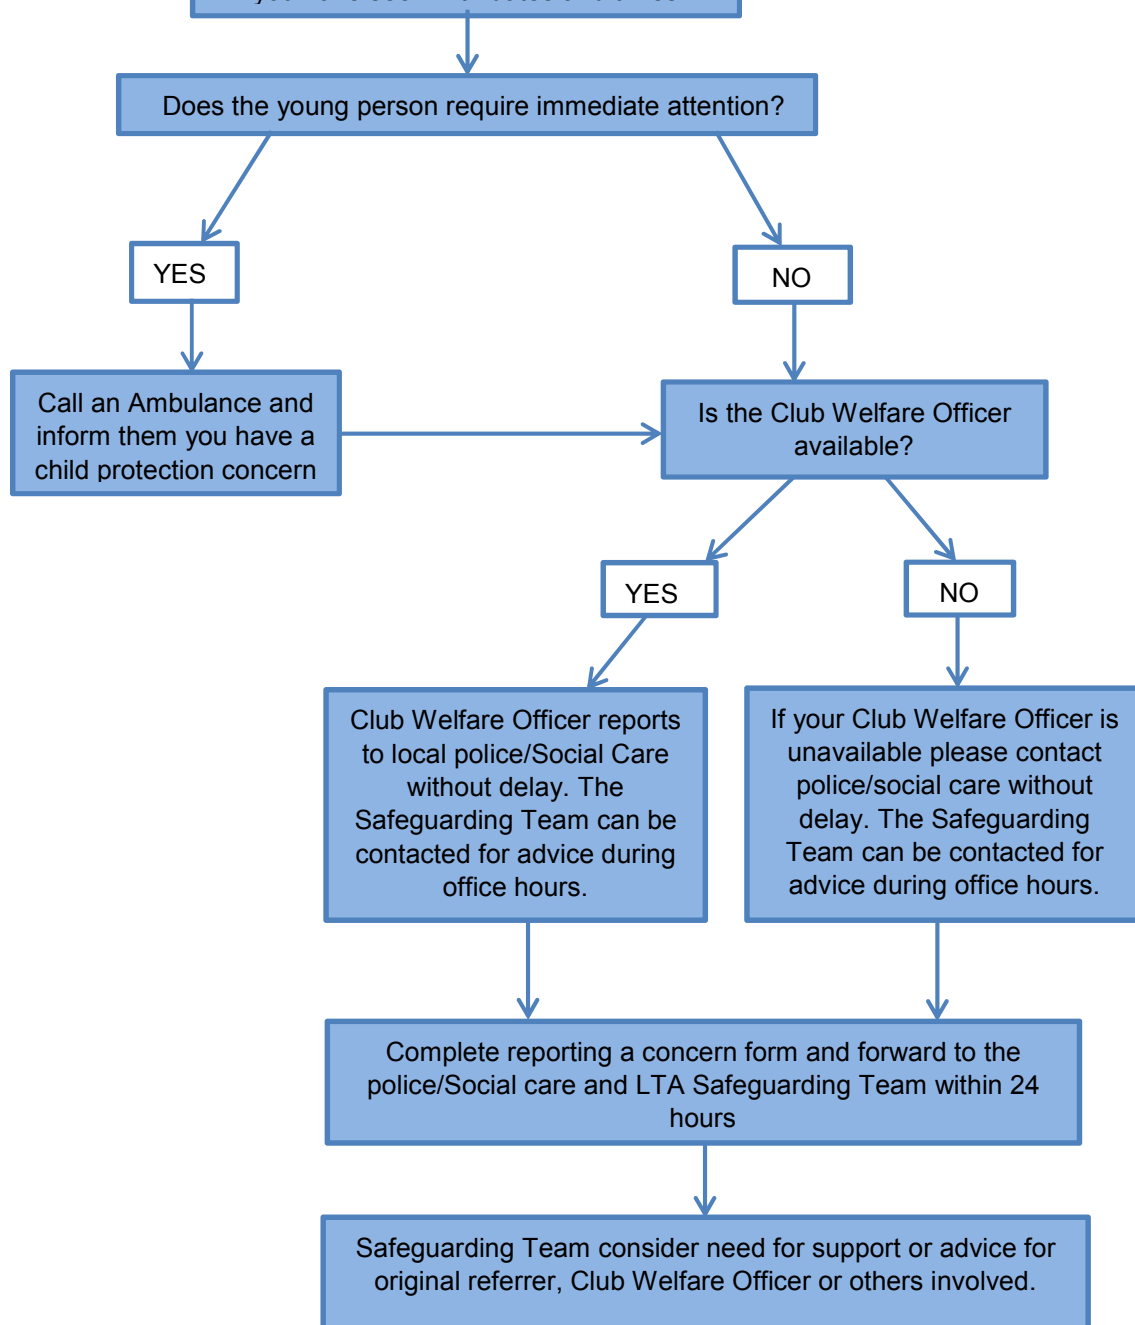 Does the young person require immediate attention?
YES
NO
Call an Ambulance and
inform them you have a
child protection concern
Is the Club Welfare Officer
available?
YES
NO
Club Welfare Officer reports
to local police/Social Care
without delay. The
Safeguarding Team can be
contacted for advice during
office hours.
If your Club Welfare Officer is
unavailable please contact
police/social care without
delay. The Safeguarding
Team can be contacted for
advice during office hours.
Complete reporting a concern form and forward to the
police/Social care and LTA Safeguarding Team within 24
hours
Safeguarding Team consider need for support or advice for
original referrer, Club Welfare Officer or others involved.